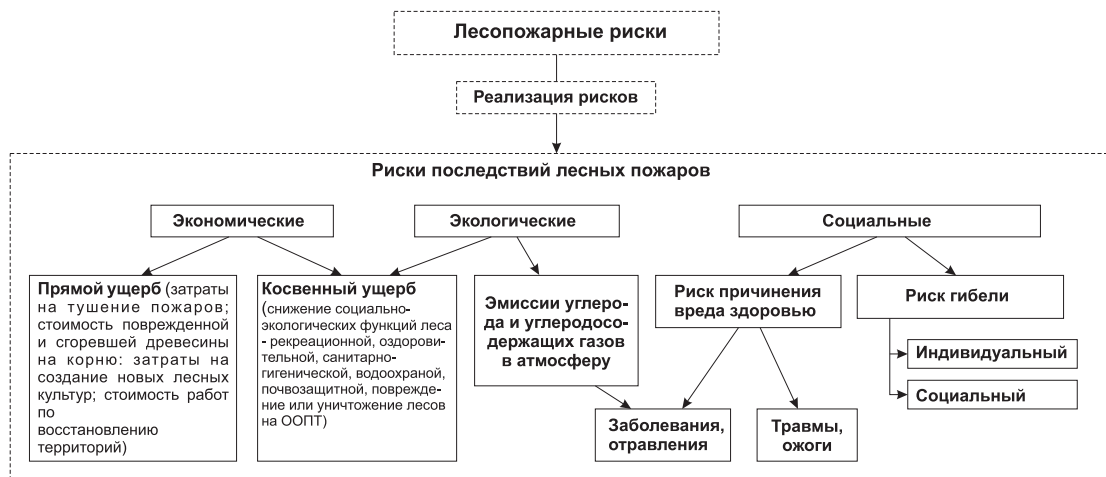 Лесопожарные риски
Реализация рисков
Риски последствий лесных пожаров
Экономические
Экологические
Социальные
Прямой ущерб (затраты
на тушение пожаров;
стоимость поврежденной
и сгоревшей древесины
на корню: затраты на
создание новых лесных
культур; стоимость работ
по
восстановлению
территорий)
Косвенный ущерб
(снижение социально-
экологических функций леса
- рекреационной, оздорови-
тельной, санитарно-
гигенической, водоохраной,
почвозащитной, поврежде-
ние или уничтожение лесов
на ООПТ)
Эмиссии углеро-
да и углеродосо-
держащих газов
в атмосферу
Риск причинения
вреда здоровью
Риск гибели
Индивидуальный
Социальный
Заболевания,
отравления
Травмы,
ожоги